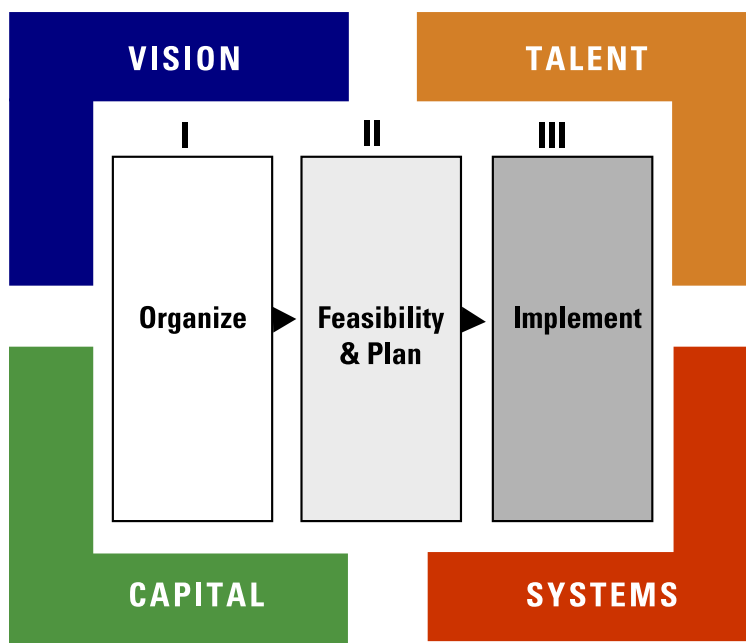 VISION
TALENT
I
II
III
Organize
Feasibility
& Plan
Implement
CAPITAL
SYSTEMS